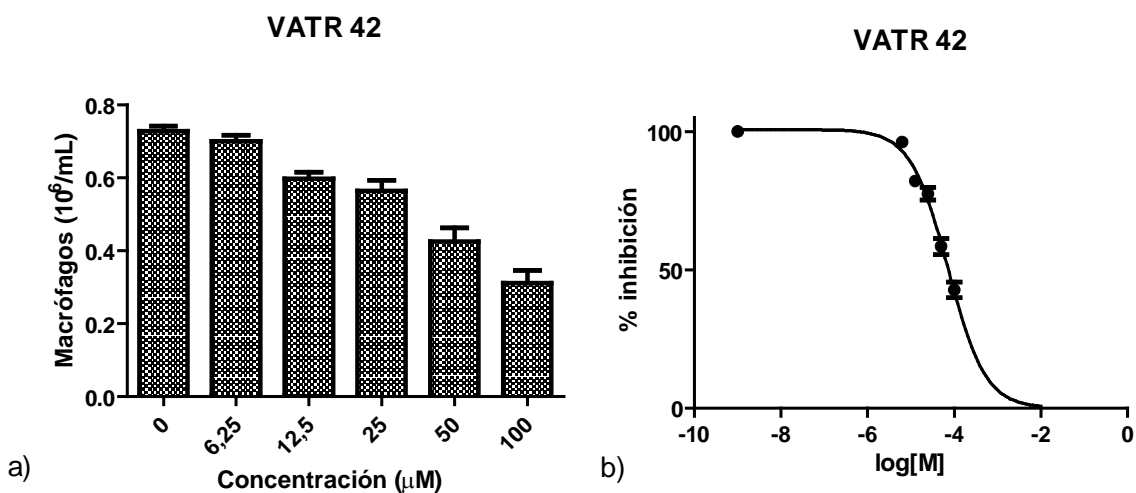 VATR 42
Macrófagos (10⁶/mL)
0.8
0.6
0.4
0.2
0.0
0
6,25
12,5
25
50
100
Concentración (μM)
a)
VATR 42
% inhibición
100
50
0
-10
-8
-6
-4
-2
0
log[M]
b)